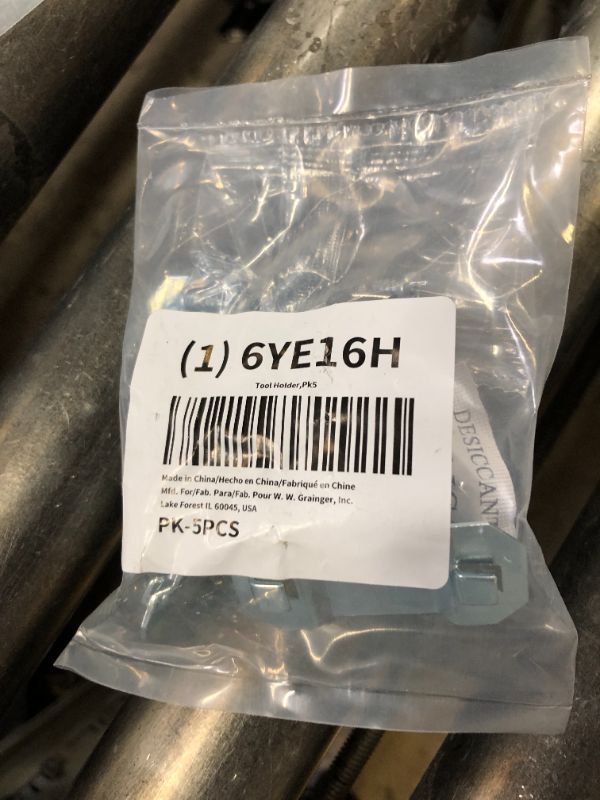 (1) 6YE16H
Tool Holder,Pk5
Made in China/Hecho en China/Fabriqué en Chine
Mfd. For/Fab. Para/Fab. Pour W. W. Grainger, Inc.
Lake Forest IL 60045, USA
PK-5PCS
DESICCANT